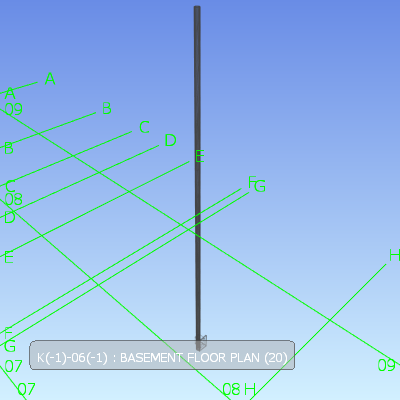 A
A
09
B
B
C
D
E
C
08
D
F
G
E
H
F
G
07
K(-1)-06(-1) : BASEMENT FLOOR PLAN (20)
09
07
08 H